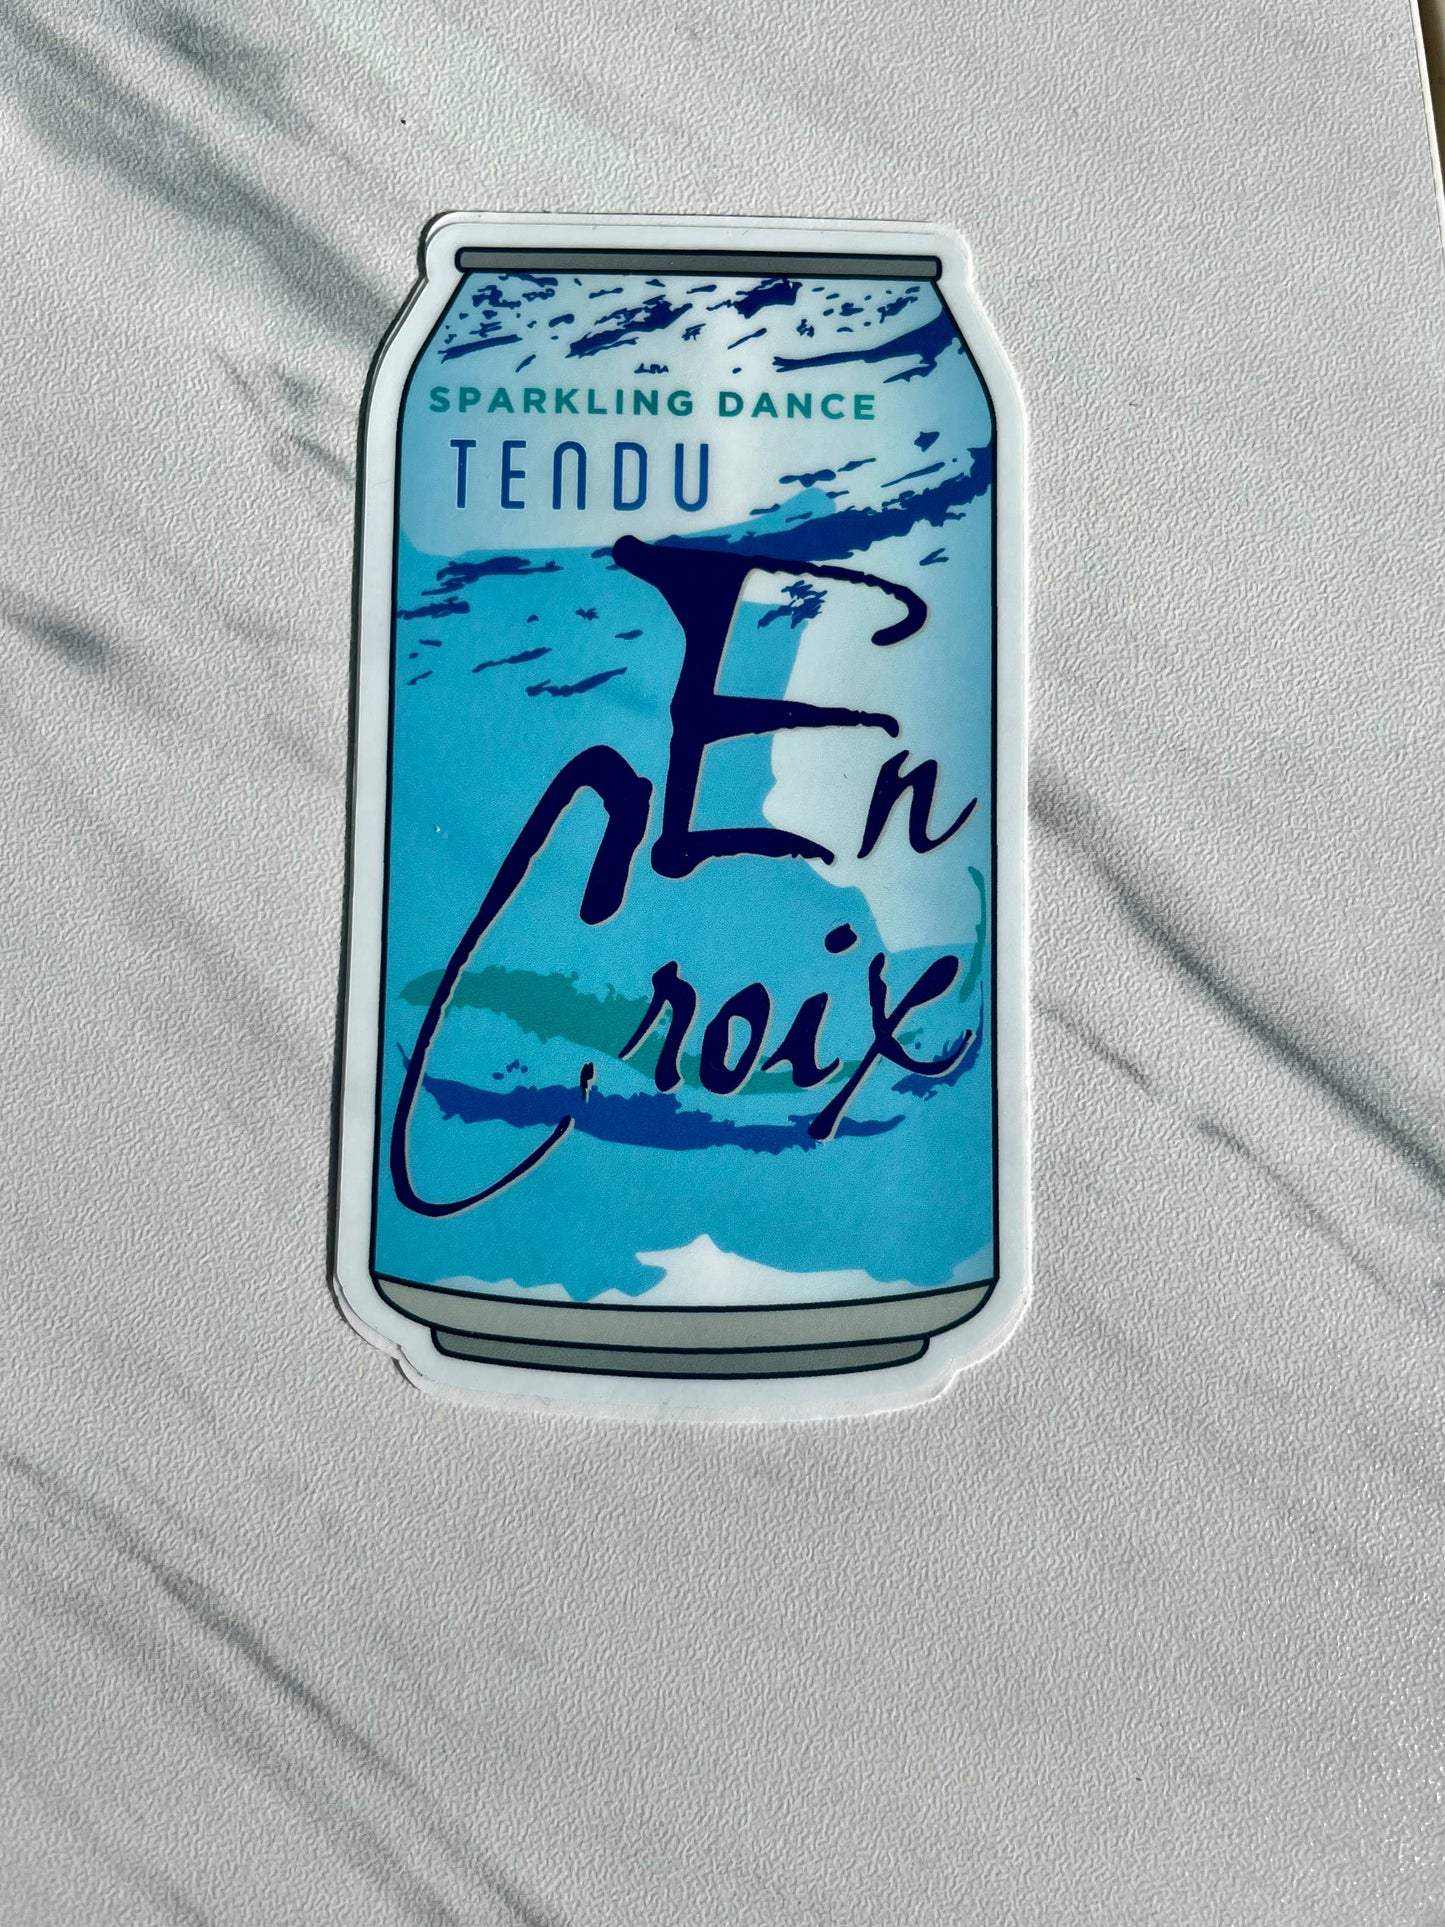 SPARKLING DANCE
TENDU
En
Croix